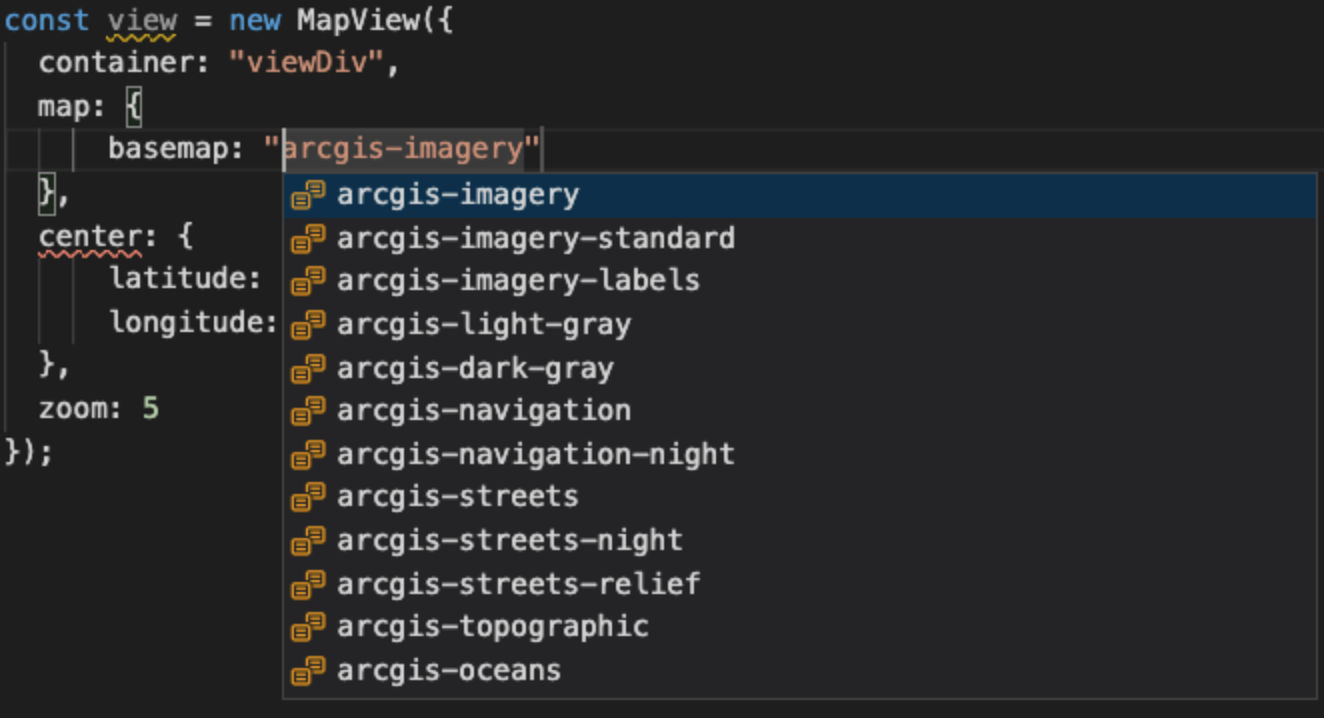 const view = new MapView({
container: "viewDiv",
map: {
basemap: "arcgis-imagery"
},
arcgis-imagery
center: {
arcgis-imagery-standard
latitude:
arcgis-imagery-labels
longitude:
arcgis-light-gray
},
arcgis-dark-gray
zoom: 5
arcgis-navigation
});
arcgis-navigation-night
arcgis-streets
arcgis-streets-night
arcgis-streets-relief
arcgis-topographic
arcgis-oceans